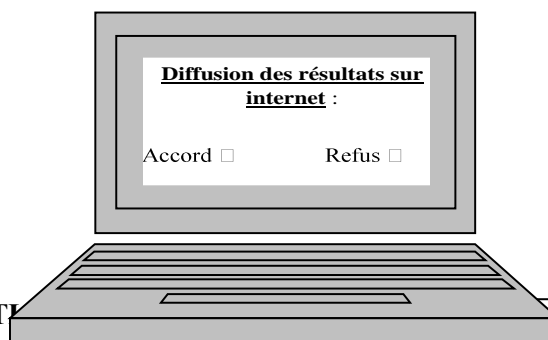 Diffusion des résultats sur
internet :
Accord □ Refus □